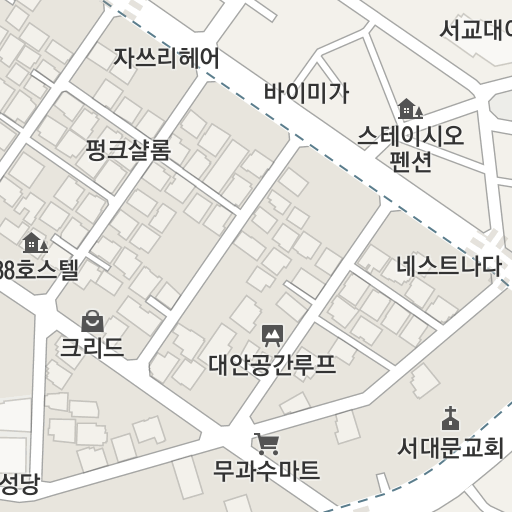 서교대아
자쓰리헤어
바이미가
스테이시오
펜션
펑크샬롬
88호스텔
네스트나다
크리드
대안공간루프
서대문교회
무과수마트
성당